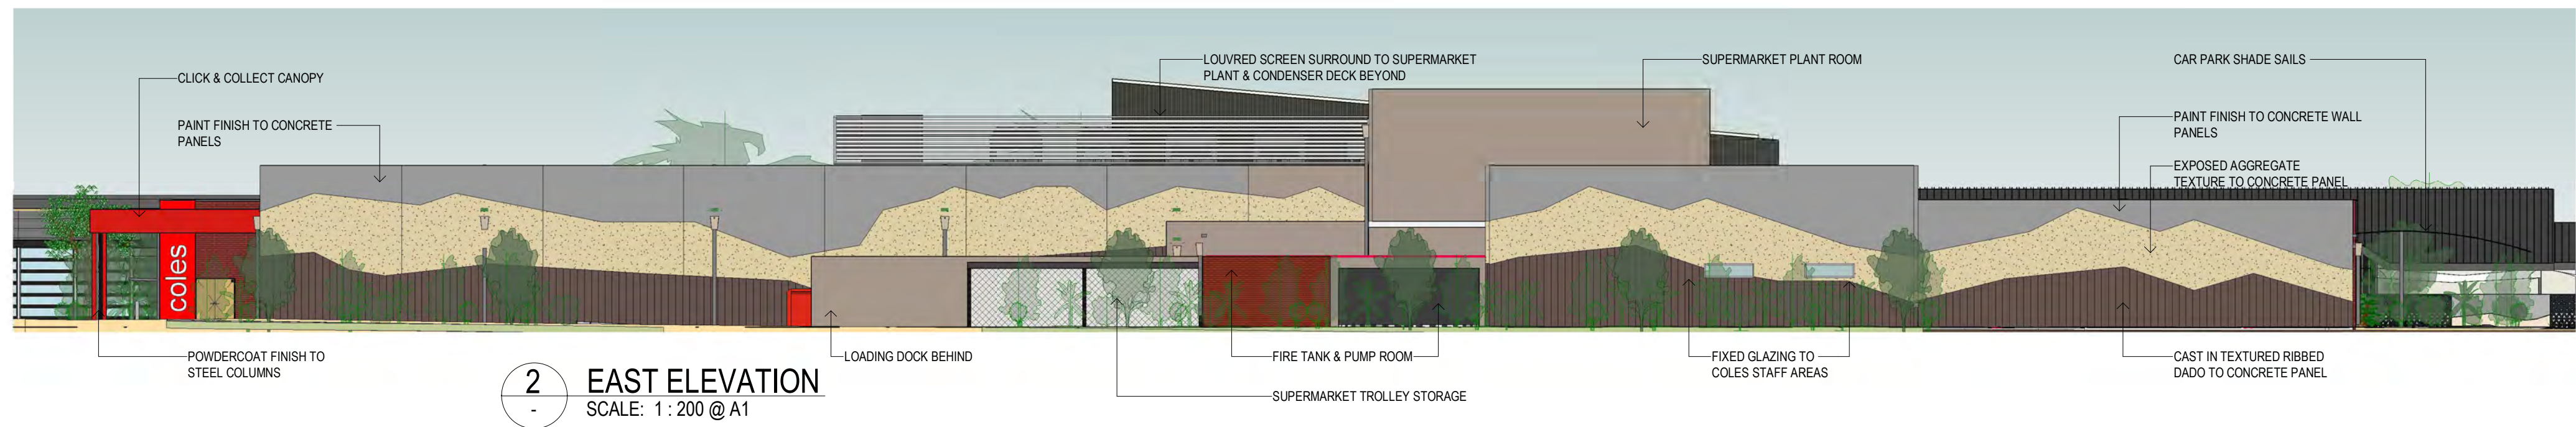 CLICK & COLLECT CANOPY
PAINT FINISH TO CONCRETE
PANELS
LOUVRED SCREEN SURROUND TO SUPERMARKET
PLANT & CONDENSER DECK BEYOND
SUPERMARKET PLANT ROOM
CAR PARK SHADE SAILS
PAINT FINISH TO CONCRETE WALL
PANELS
EXPOSED AGGREGATE
TEXTURE TO CONCRETE PANEL
coles
POWDERCOAT FINISH TO
STEEL COLUMNS
LOADING DOCK BEHIND
FIRE TANK & PUMP ROOM
SUPERMARKET TROLLEY STORAGE
FIXED GLAZING TO
COLES STAFF AREAS
CAST IN TEXTURED RIBBED
DADO TO CONCRETE PANEL
2
-
EAST ELEVATION
SCALE: 1 : 200 @ A1